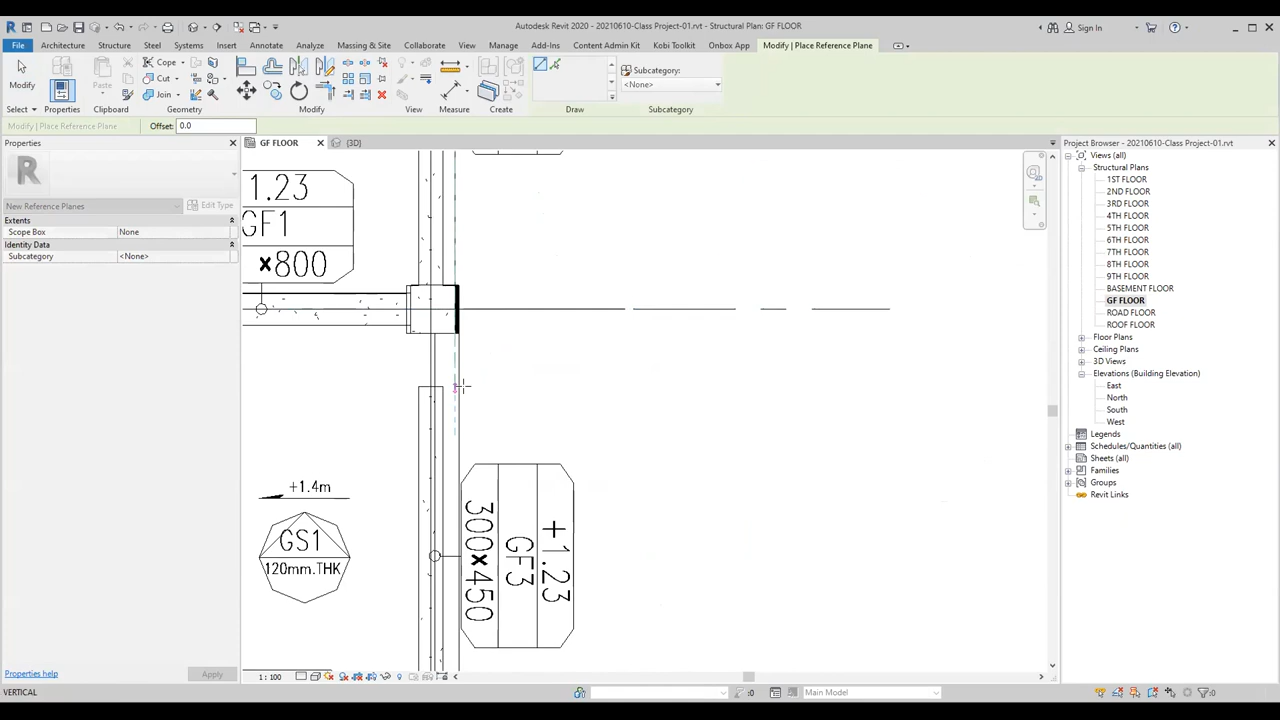 Autodesk Revit 2020 - 20210610-Class Project-01.rvt - Structural Plan: GF FLOOR
Sign In
File Architecture Structure Steel Systems Insert Annotate Analyze Massing & Site Collaborate View Manage Add-Ins Content Admin Kit Kobi Toolkit Onbox App Modify | Place Reference Plane
Modify
Paste
Cope
Cut
Join
Subcategory:
<None>
Select Properties Clipboard Geometry Modify View Measure Create Draw Subcategory
Modify | Place Reference Plane Offset: 0.0
Properties
GF FLOOR
{3D}
Project Browser - 20210610-Class Project-01.rvt
New Reference Planes
Edit Type
Extents
Scope Box None
Identity Data
Subcategory <None>
Properties help
Apply
1.23
GF1
×800
+1.4m
GS1
120mm.THK
300×450
GF3
+1.23
Views (all)
Structural Plans
1ST FLOOR
2ND FLOOR
3RD FLOOR
4TH FLOOR
5TH FLOOR
6TH FLOOR
7TH FLOOR
8TH FLOOR
9TH FLOOR
BASEMENT FLOOR
GF FLOOR
ROAD FLOOR
ROOF FLOOR
Floor Plans
Ceiling Plans
3D Views
Elevations (Building Elevation)
East
North
South
West
Legends
Schedules/Quantities (all)
Sheets (all)
Families
Groups
Revit Links
1 : 100
VERTICAL
:0
Main Model
:0